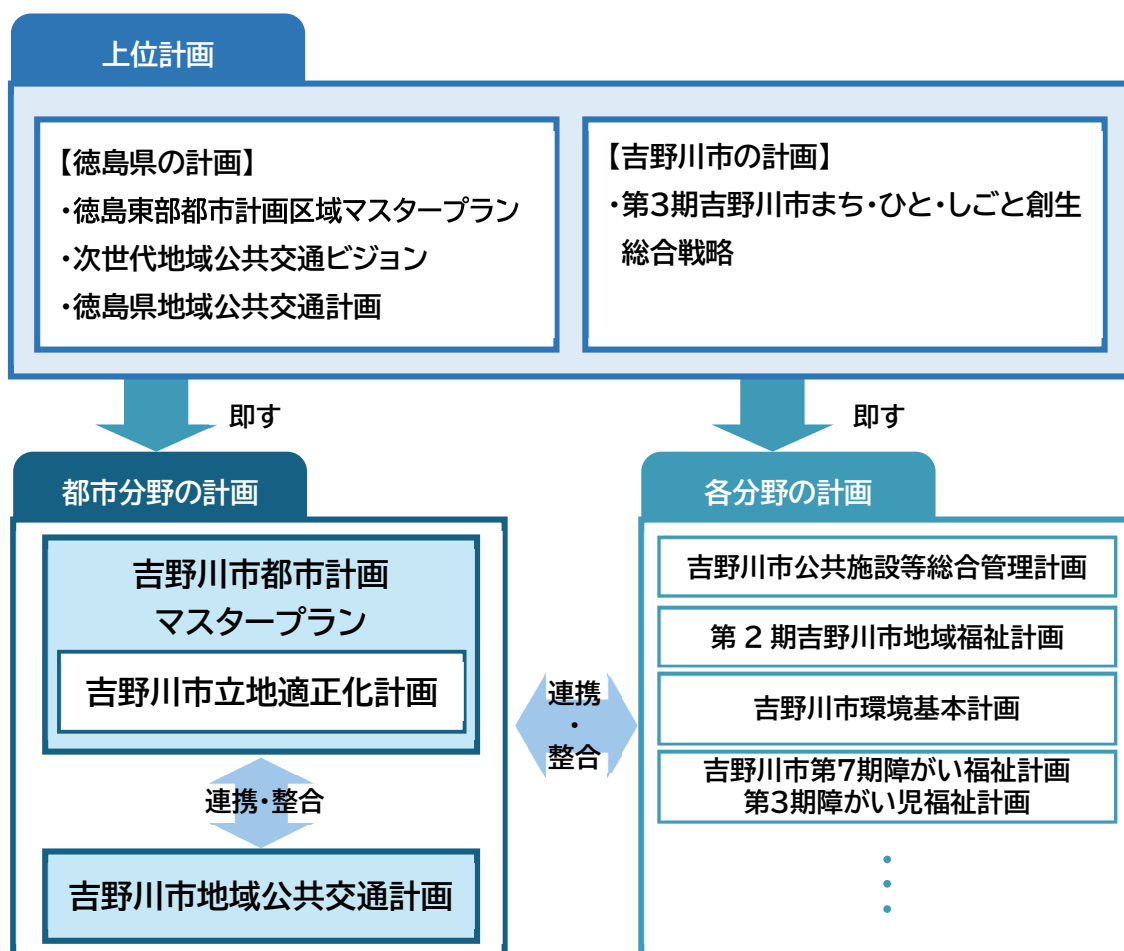 上位計画
【徳島県の計画】
・徳島東部都市計画区域マスタープラン
・次世代地域公共交通ビジョン
・徳島県地域公共交通計画
【吉野川市の計画】
・第3期吉野川市まち・ひと・しごと創生
総合戦略
即す
即す
都市分野の計画
吉野川市都市計画
マスタープラン
吉野川市立地適正化計画
連携・整合
吉野川市地域公共交通計画
連携
・
整合
各分野の計画
吉野川市公共施設等総合管理計画
第2期吉野川市地域福祉計画
吉野川市環境基本計画
吉野川市第7期障がい福祉計画
第3期障がい児福祉計画
・
・
・